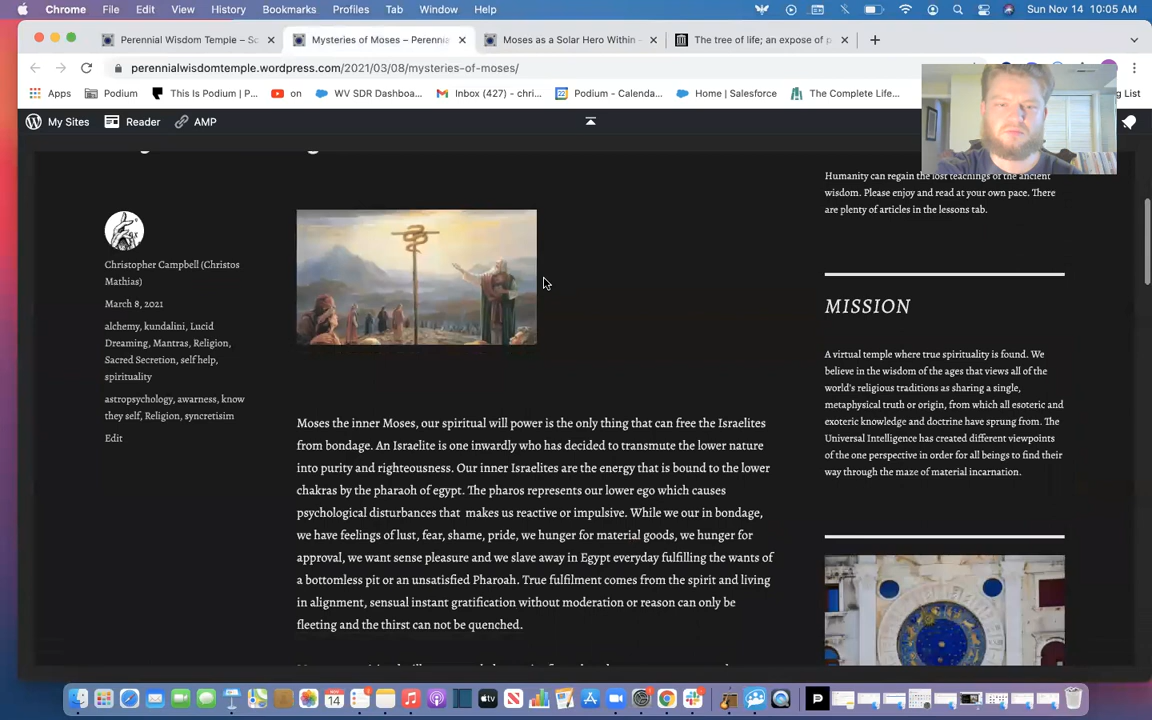 Chrome File Edit View History Bookmarks Profiles Tab Window Help Sun Nov 14 10:05 AM
Perennial Wisdom Temple – Sc Mysteries of Moses – Perennia Moses as a Solar Hero Within – The tree of life; an expose of p
perennialwisdomtemple.wordpress.com/2021/03/08/mysteries-of-moses/
Apps Podium This Is Podium | P... on WV SDR Dashboa... Inbox (427) – chri... Podium - Calenda... Home | Salesforce The Complete Life... List
My Sites Reader AMP
Humanity can regain the lost teachings of the ancient
wisdom. Please enjoy and read at your own pace. There
are plenty of articles in the lessons tab.
Christopher Campbell (Christos
Mathias)
March 8, 2021
alchemy, kundalini, Lucid
Dreaming, Mantras, Religion,
Sacred Secretion, self help,
spirituality
astropsychology, awarness, know
they self, Religion, syncretisim
Edit
Moses the inner Moses, our spiritual will power is the only thing that can free the Israelites
from bondage. An Israelite is one inwardly who has decided to transmute the lower nature
into purity and righteousness. Our inner Israelites are the energy that is bound to the lower
chakras by the pharaoh of egypt. The pharos represents our lower ego which causes
psychological disturbances that makes us reactive or impulsive. While we our in bondage,
we have feelings of lust, fear, shame, pride, we hunger for material goods, we hunger for
approval, we want sense pleasure and we slave away in Egypt everyday fulfilling the wants of
a bottomless pit or an unsatisfied Pharoah. True fulfilment comes from the spirit and living
in alignment, sensual instant gratification without moderation or reason can only be
fleeting and the thirst can not be quenched.
MISSION
A virtual temple where true spirituality is found. We
believe in the wisdom of the ages that views all of the
world's religious traditions as sharing a single,
metaphysical truth or origin, from which all esoteric and
exoteric knowledge and doctrine have sprung from. The
Universal Intelligence has created different viewpoints
of the one perspective in order for all beings to find their
way through the maze of material incarnation.
NOV
14